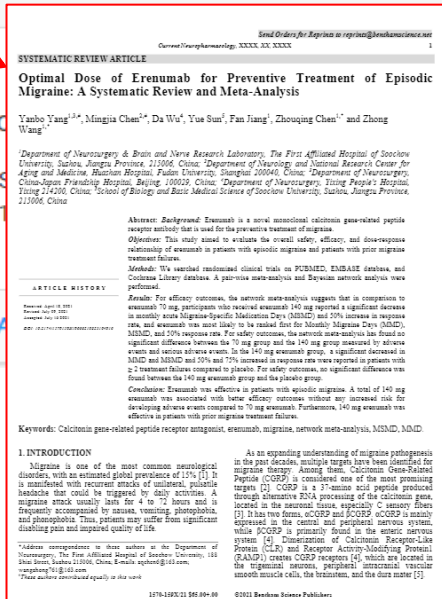 Send Orders for Reprints to reprints@benthamscience.net
Current Neuropharmacology, XXXX, XX, XXXX
1
SYSTEMATIC REVIEW ARTICLE
Optimal Dose of Erenumab for Preventive Treatment of Episodic
Migraine: A Systematic Review and Meta-Analysis
Yanbo Yang1,3,#, Mingjia Chen2,#, Da Wu4, Yue Sun5, Fan Jiang1, Zhouqing Chen1,* and Zhong
Wang1,*
1Department of Neurosurgery & Brain and Nerve Research Laboratory, The First Affiliated Hospital of Soochow
University, Suzhou, Jiangsu Province, 215006, China; 2Department of Neurology and National Research Center for
Aging and Medicine, Huashan Hospital, Fudan University, Shanghai 200040, China; 3Department of Neurosurgery,
China-Japan Friendship Hospital, Beijing, 100029, China; 4Department of Neurosurgery, Yixing People's Hospital,
Yixing 214200, China; 5School of Biology and Basic Medical Science of Soochow University, Suzhou, Jiangsu Province,
215006, China
Abstract: Background: Erenumab is a novel monoclonal calcitonin gene-related peptide
receptor antibody that is used for the preventive treatment of migraine.
Objectives: This study aimed to evaluate the overall safety, efficacy, and dose-response
relationship of erenumab in patients with episodic migraine and patients with prior migraine
treatment failures.
Methods: We searched randomised clinical trials on PUBMED, EMBASE database, and
Cochrane Library database. A pair-wise meta-analysis and Bayesian network analysis were
performed.
ARTICLE HISTORY
Received: April
Revised: July
Accepted: July
DOI:
Results: For efficacy outcomes, the network meta-analysis suggests that in comparison to
erenumab 70 mg, participants who received erenumab 140 mg reported a significant decrease
in monthly acute Migraine-Specific Medication Days (MSMD) and 50% increase in response
rate, and erenumab was most likely to be ranked first for Monthly Migraine Days (MMD),
MSMD, and 50% response rate. For safety outcomes, the network meta-analysis has found no
significant difference between the 70 mg group and the 140 mg group measured by adverse
events and serious adverse events. In the 140 mg erenumab group, a significant decreased in
MMD and MSMD and 50% and 75% increased in response were reported in patients with
≥ 2 treatment failures compared to placebo. For safety outcomes, no significant difference was
found between the 140 mg erenumab group and the placebo group.
Conclusion: Erenumab was effective in patients with episodic migraine. A total of 140 mg
erenumab was associated with better efficacy outcomes without any increased risk for
developing adverse events compared to 70 mg erenumab. Furthermore, 140 mg erenumab was
effective in patients with prior migraine treatment failures.
Keywords: Calcitonin gene-related peptide receptor antagonist, erenumab, migraine, network meta-analysis, MSMD, MMD.
1. INTRODUCTION
Migraine is one of the most common neurological
disorders, with an estimated global prevalence of 15% [1]. It
is manifested with recurrent attacks of unilateral, pulsatile
headache that could be triggered by daily activities. A
migraine attack usually lasts for 4 to 72 hours and is
frequently accompanied by nausea, vomiting, photophobia,
and phonophobia. Thus, patients may suffer from significant
disabling pain and impaired quality of life.
*Address correspondence to these authors at the Department of
Neurosurgery, The First Affiliated Hospital of Soochow University, 188
Shizi Street, Suzhou 215006, China; E-mails: zqchen6@163.com;
wangzhong761@163.com
#These authors contributed equally to this work
As an expanding understanding of migraine pathogenesis
in the past decades, multiple targets have been identified for
migraine therapy. Among them, Calcitonin Gene-Related
Peptide (CGRP) is considered one of the most promising
targets [2]. CGRP is a 37-amino acid peptide produced
through alternative RNA processing of the calcitonin gene,
located in the neuronal tissue, especially C sensory fibers
[3]. It has two forms, αCGRP and βCGRP. αCGRP is mainly
expressed in the central and peripheral nervous system,
while βCGRP is primarily found in the enteric nervous
system [4]. Dimerization of Calcitonin Receptor-Like
Protein (CLR) and Receptor Activity-Modifying Protein1
(RAMP1) creates CGRP receptors [4], which are located in
the trigeminal neurons, peripheral intracranial vascular
smooth muscle cells, the brainstem, and the dura mater [5].
1570-159X/21 $65.00+.00
©2021 Bentham Science Publishers